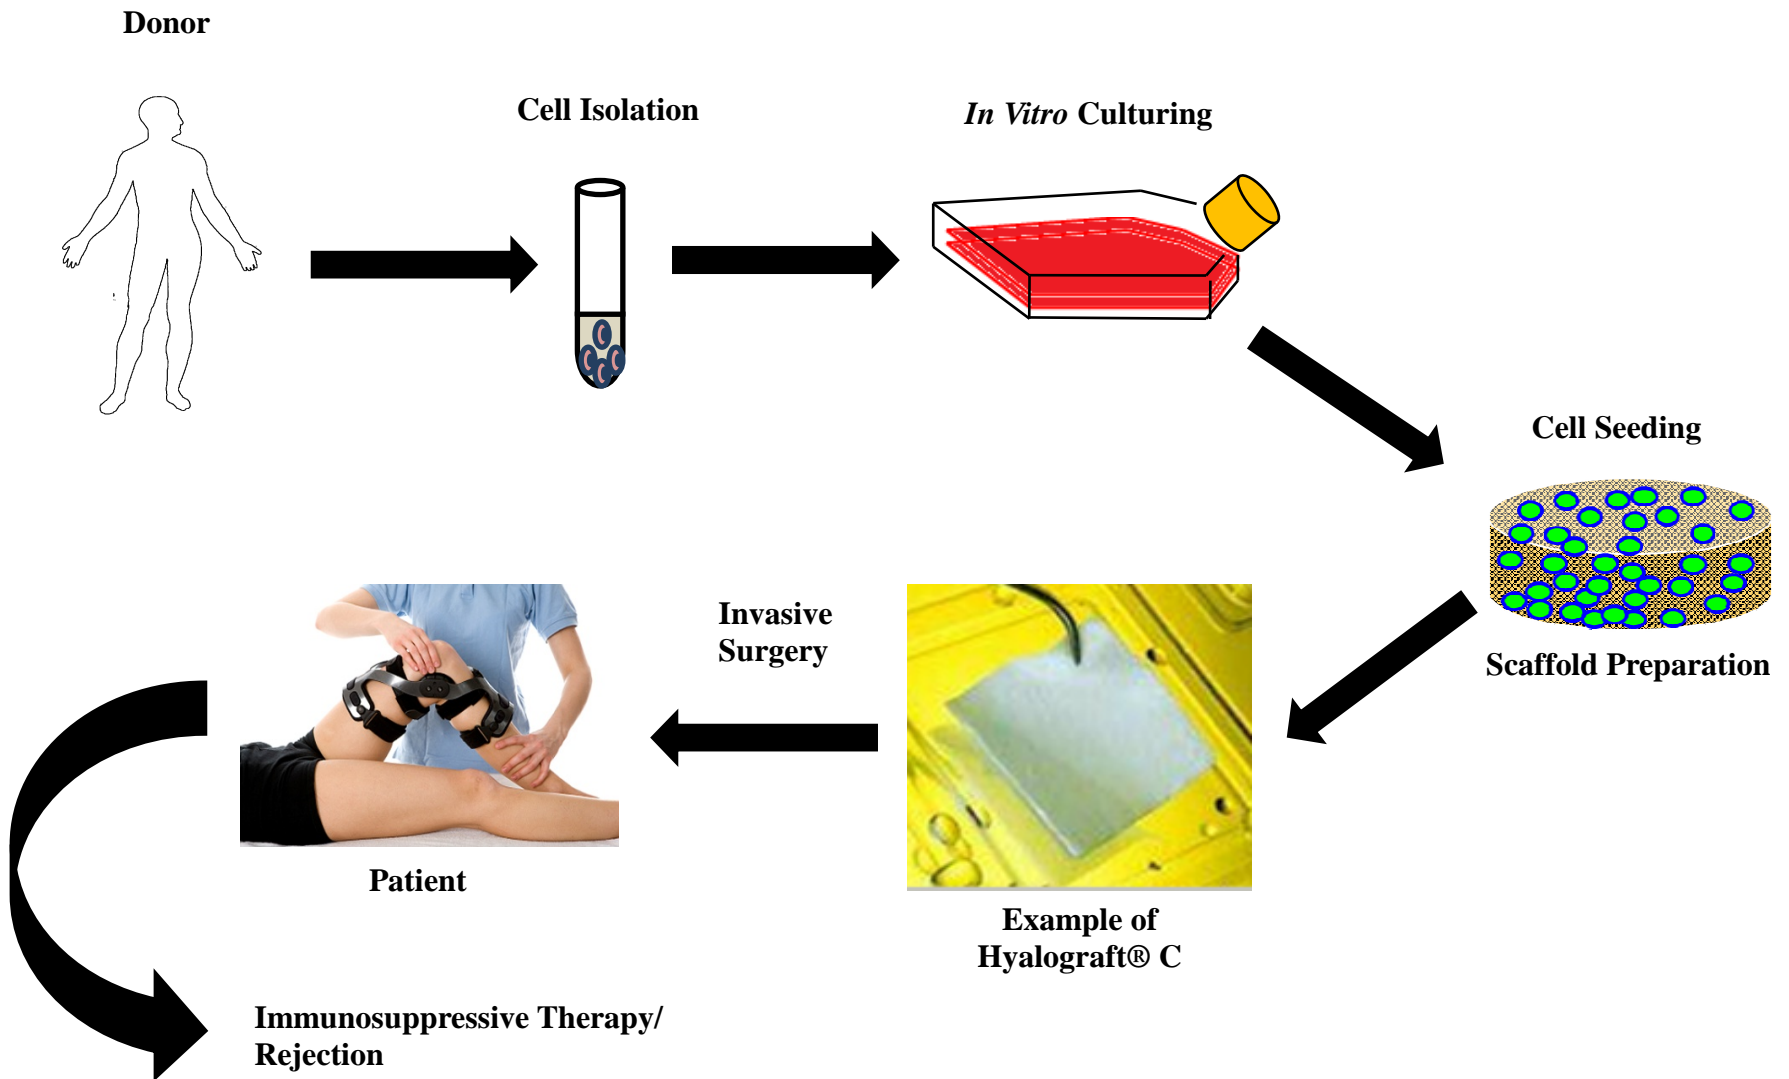 Donor
Cell Isolation
In Vitro Culturing
Cell Seeding
Scaffold Preparation
Invasive
Surgery
Patient
Example of
Hyalograft® C
Immunosuppressive Therapy/
Rejection